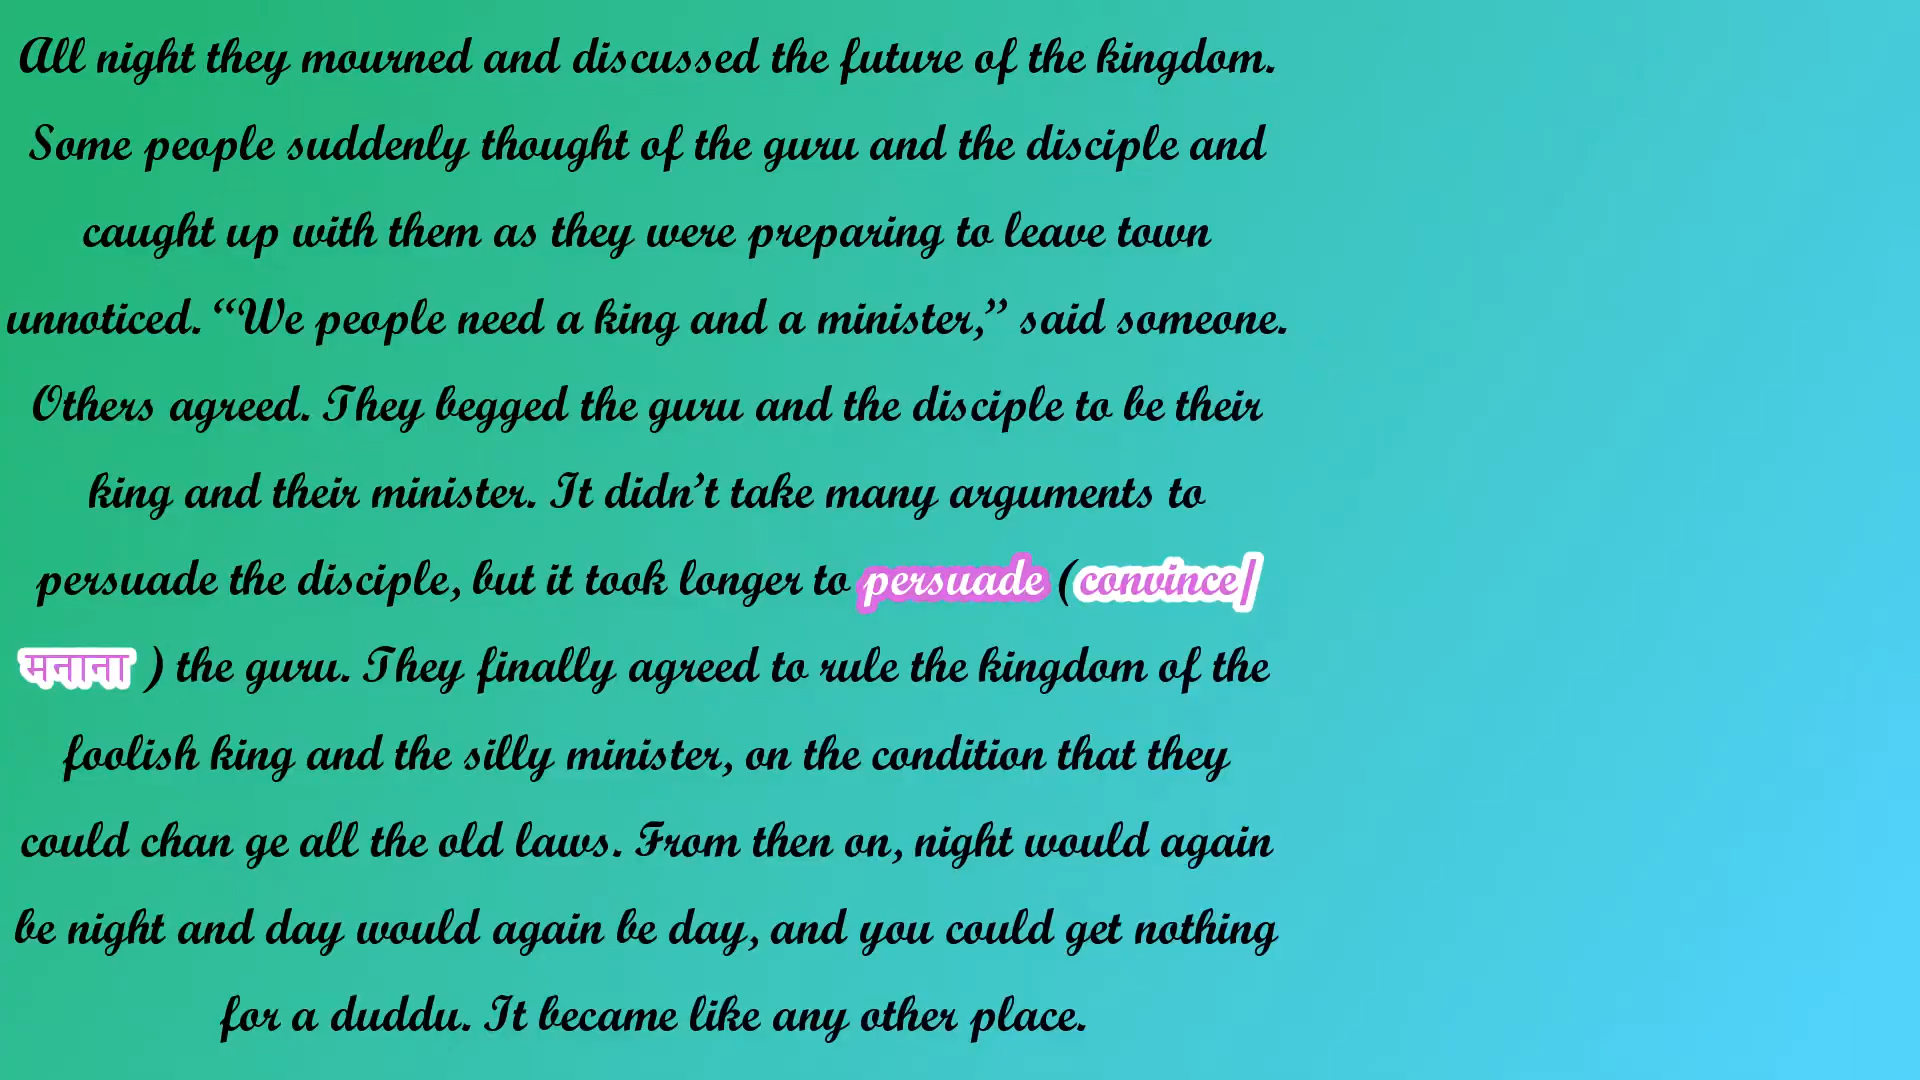 All night they mourned and discussed the future of the kingdom.
Some people suddenly thought of the guru and the disciple and
caught up with them as they were preparing to leave town
unnoticed. “We people need a king and a minister,” said someone.
Others agreed. They begged the guru and the disciple to be their
king and their minister. It didn’t take many arguments to
persuade the disciple, but it took longer to persuade (convince/
मनाना ) the guru. They finally agreed to rule the kingdom of the
foolish king and the silly minister, on the condition that they
could chan ge all the old laws. From then on, night would again
be night and day would again be day, and you could get nothing
for a duddu. It became like any other place.